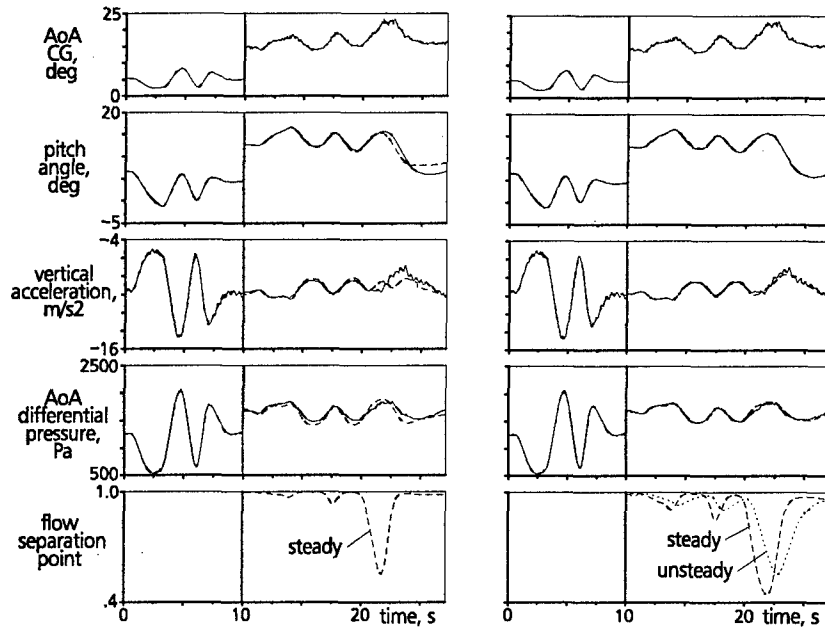 25
AoA
CG,
deg
0
20
pitch
angle,
deg
-5
-4
vertical
acceleration,
m/s2
-16
2500
AoA
differential
pressure,
Pa
500
1.0
flow
separation
point
steady
steady
unsteady
.4
0 10 20 time, s
0 10 20 time, s